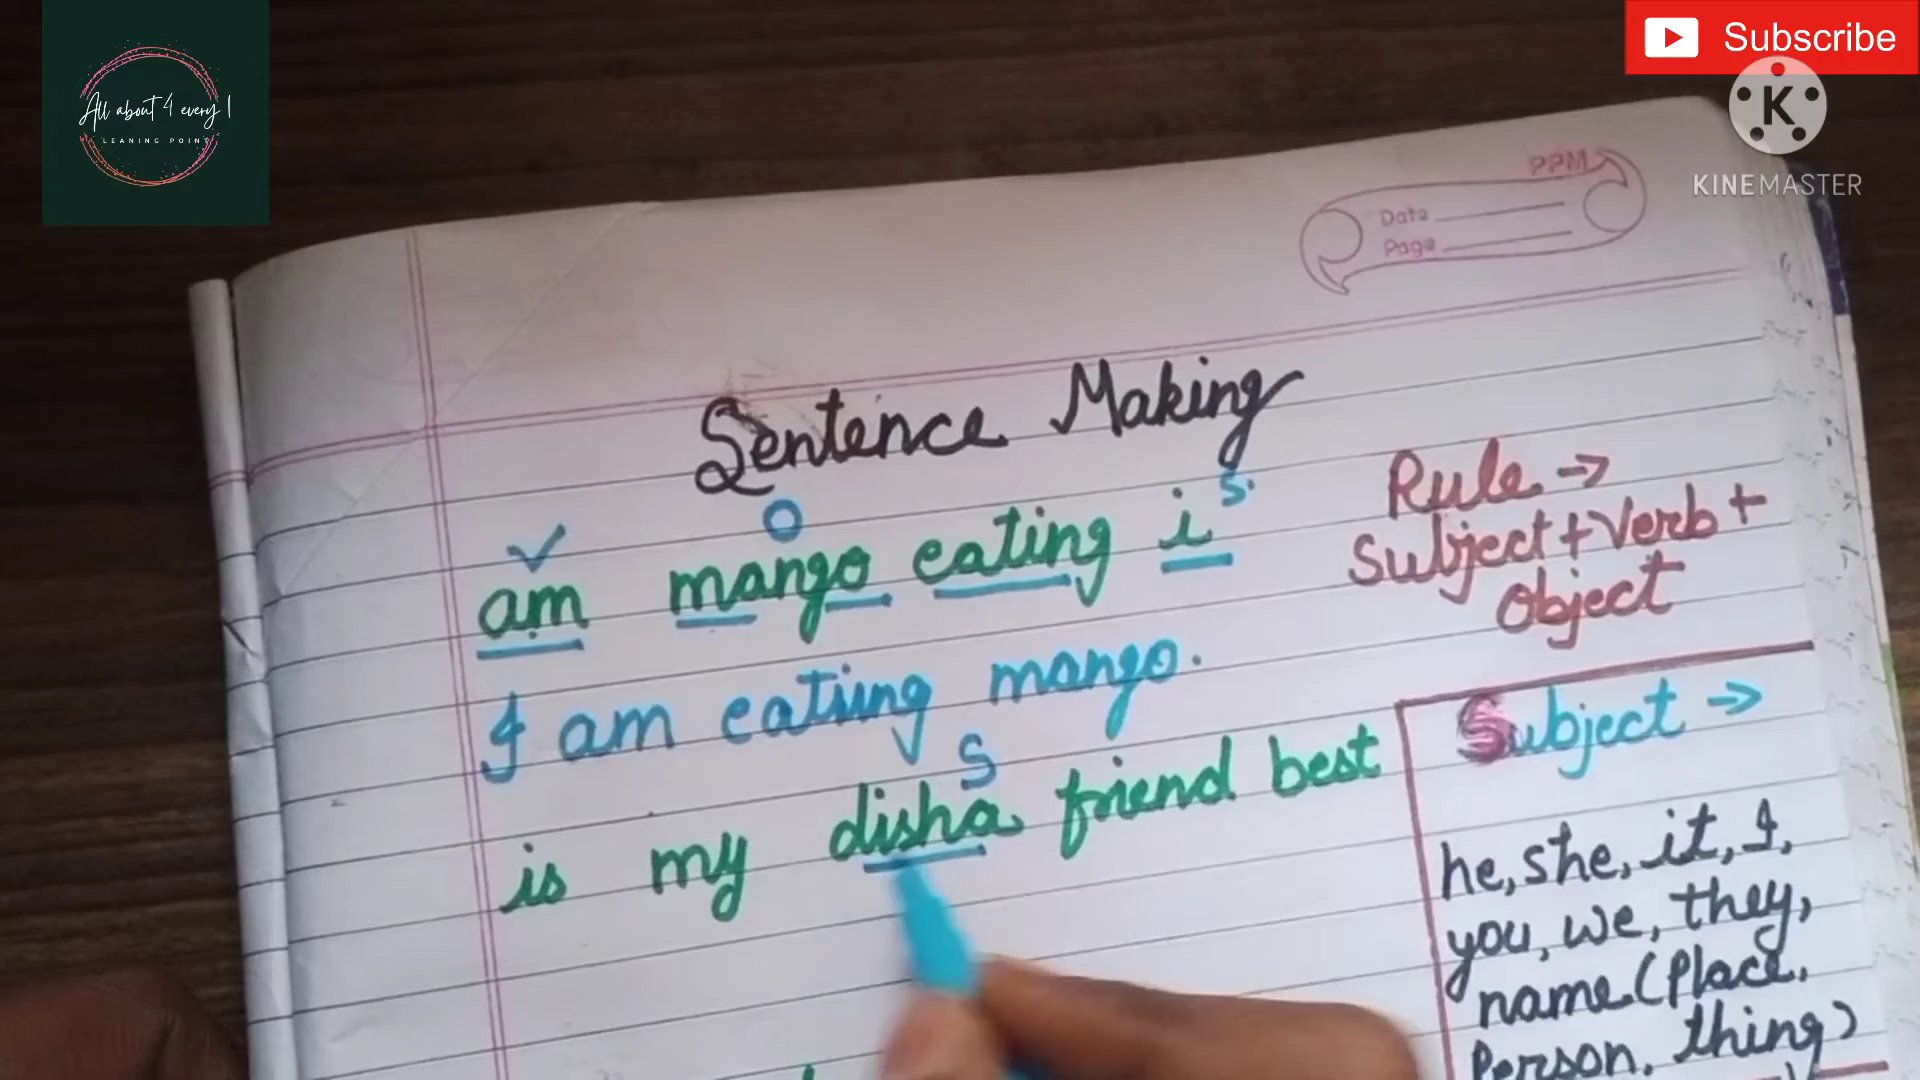 All about 4 every 1
LEANING POINT
Subscribe
K
KINEMASTER
PPM
Data
Page
Sentence Making
O
S.
am mango eating i
I am eatiing mango.
S
is my disha friend best
Rule →
Subject + Verb +
Object
Subject →
he, she, it, I,
you, we, they,
name (Place,
Person, thing)